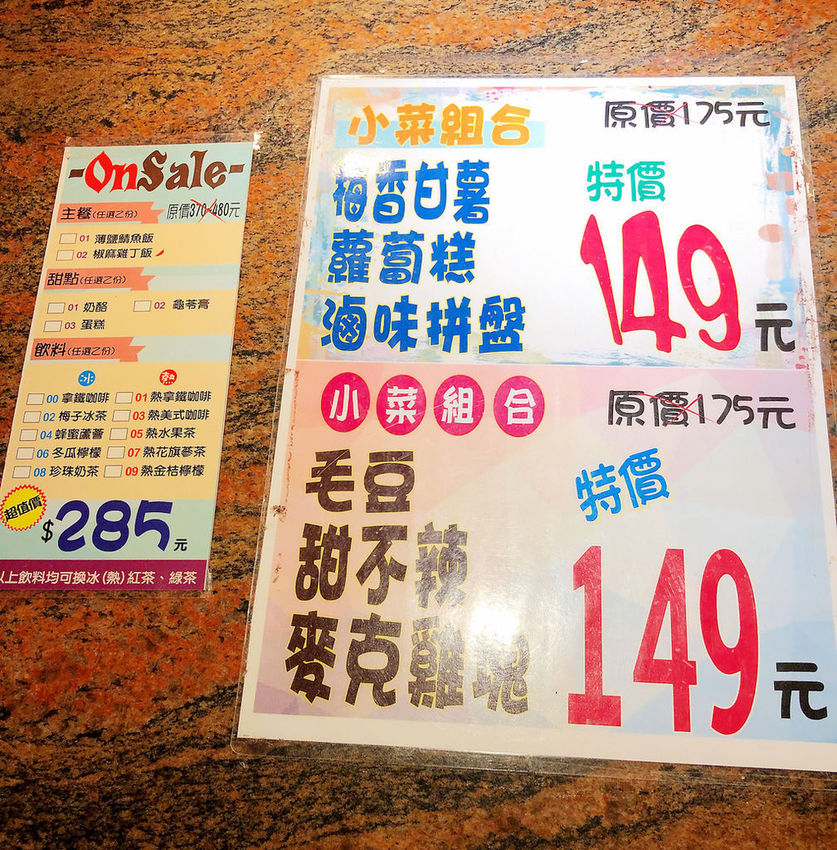 -OnSale-
主餐(任選乙份) 原價370-480元
01 薄鹽鯖魚飯
02 椒麻雞丁飯
甜點(任選乙份)
01 奶酪 02 龜苓膏
03 蛋糕
飲料(任選乙份)
冰 熱
00 拿鐵咖啡 01 熱拿鐵咖啡
02 梅子冰茶 03 熱美式咖啡
04 蜂蜜蘆薈 05 熱水果茶
06 冬瓜檸檬 07 熱花旗蔘茶
08 珍珠奶茶 09 熱金桔檸檬
超值價
$285元
以上飲料均可換冰(熱)紅茶、綠茶
小菜組合 原價175元
梅香甘薯
蘿蔔糕
滷味拼盤
特價
149元
小菜組合 原價175元
毛豆
甜不辣
麥克雞塊
特價
149元